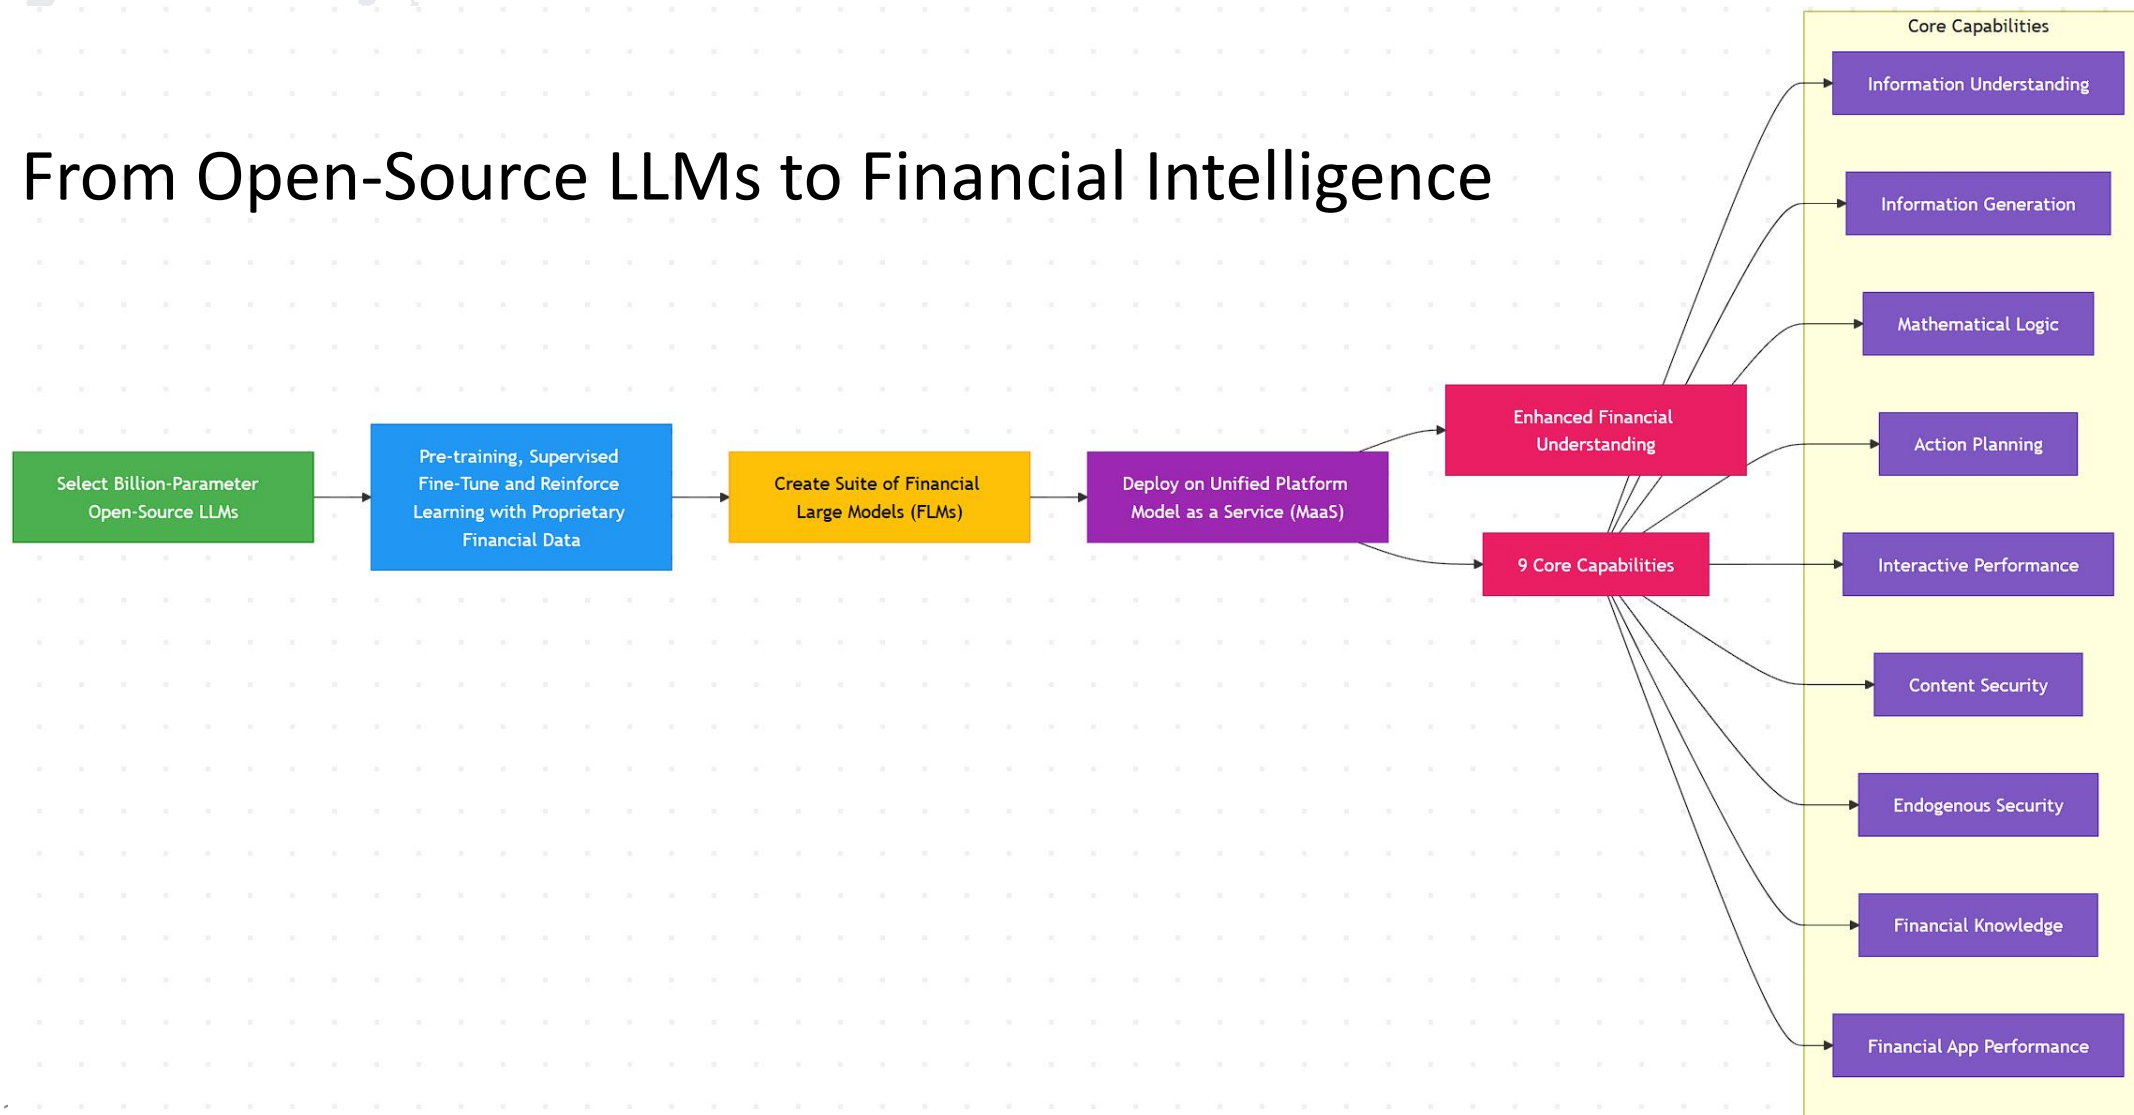 From Open-Source LLMs to Financial Intelligence
Select Billion-Parameter
Open-Source LLMs
Pre-training, Supervised
Fine-Tune and Reinforce
Learning with Proprietary
Financial Data
Create Suite of Financial
Large Models (FLMs)
Deploy on Unified Platform
Model as a Service (MaaS)
Enhanced Financial
Understanding
9 Core Capabilities
Core Capabilities
Information Understanding
Information Generation
Mathematical Logic
Action Planning
Interactive Performance
Content Security
Endogenous Security
Financial Knowledge
Financial App Performance